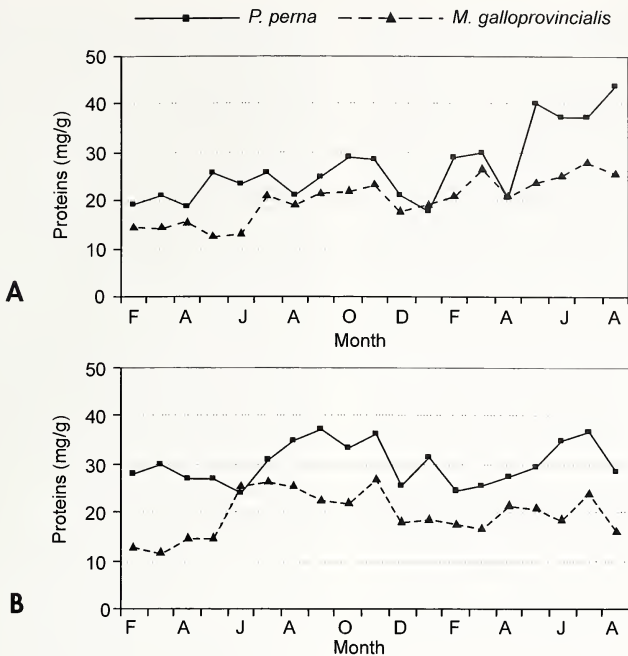 P. perna M. galloprovincialis
50
40
30
20
10
0
Proteins (mg/g)
A
F A J A O D F A J A
Month
50
40
30
20
10
0
Proteins (mg/g)
B
F A J A O D F A J A
Month